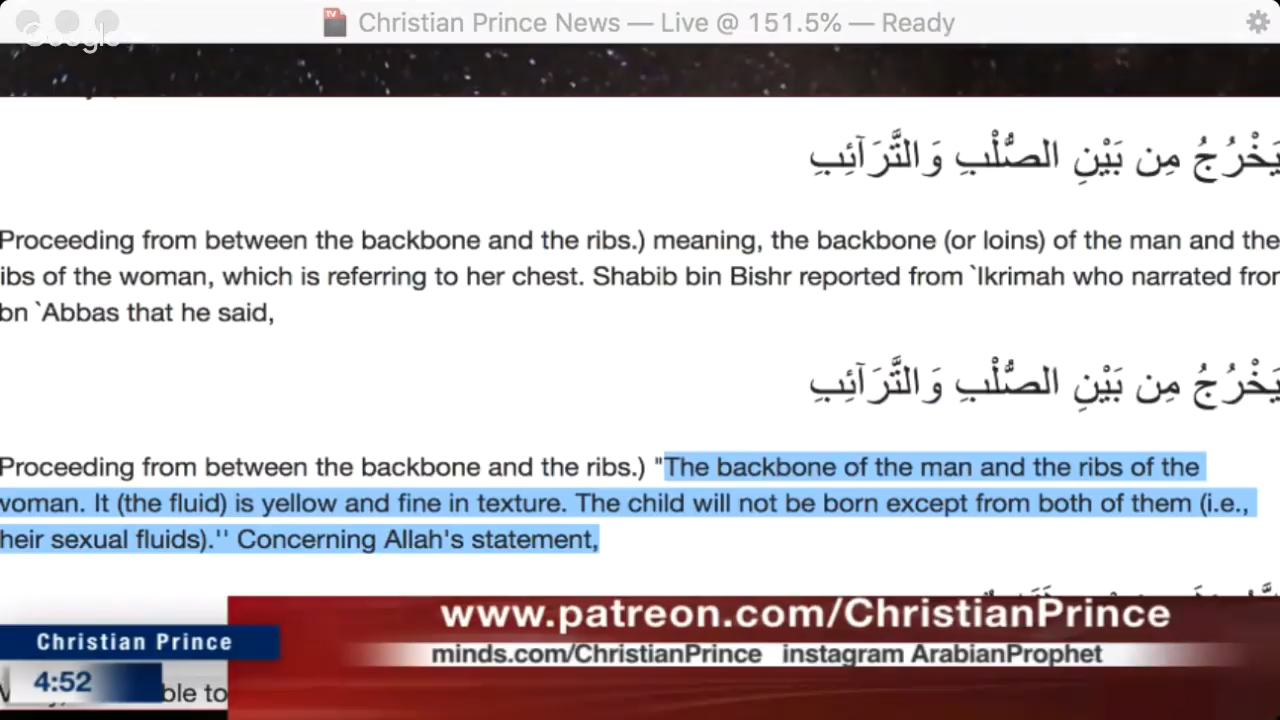 Christian Prince News — Live @ 151.5% — Ready
Google
يَخْرُجُ مِن بَيْنِ الصُّلْبِ وَالتَّرَآئِبِ
Proceeding from between the backbone and the ribs.) meaning, the backbone (or loins) of the man and the
ibs of the woman, which is referring to her chest. Shabib bin Bishr reported from `Ikrimah who narrated fror
bn `Abbas that he said,
يَخْرُجُ مِن بَيْنِ الصُّلْبِ وَالتَّرَآئِبِ
Proceeding from between the backbone and the ribs.) "The backbone of the man and the ribs of the
woman. It (the fluid) is yellow and fine in texture. The child will not be born except from both of them (i.e.,
heir sexual fluids).'' Concerning Allah's statement,
www.patreon.com/ChristianPrince
Christian Prince
minds.com/ChristianPrince instagram ArabianProphet
4:52
ble to